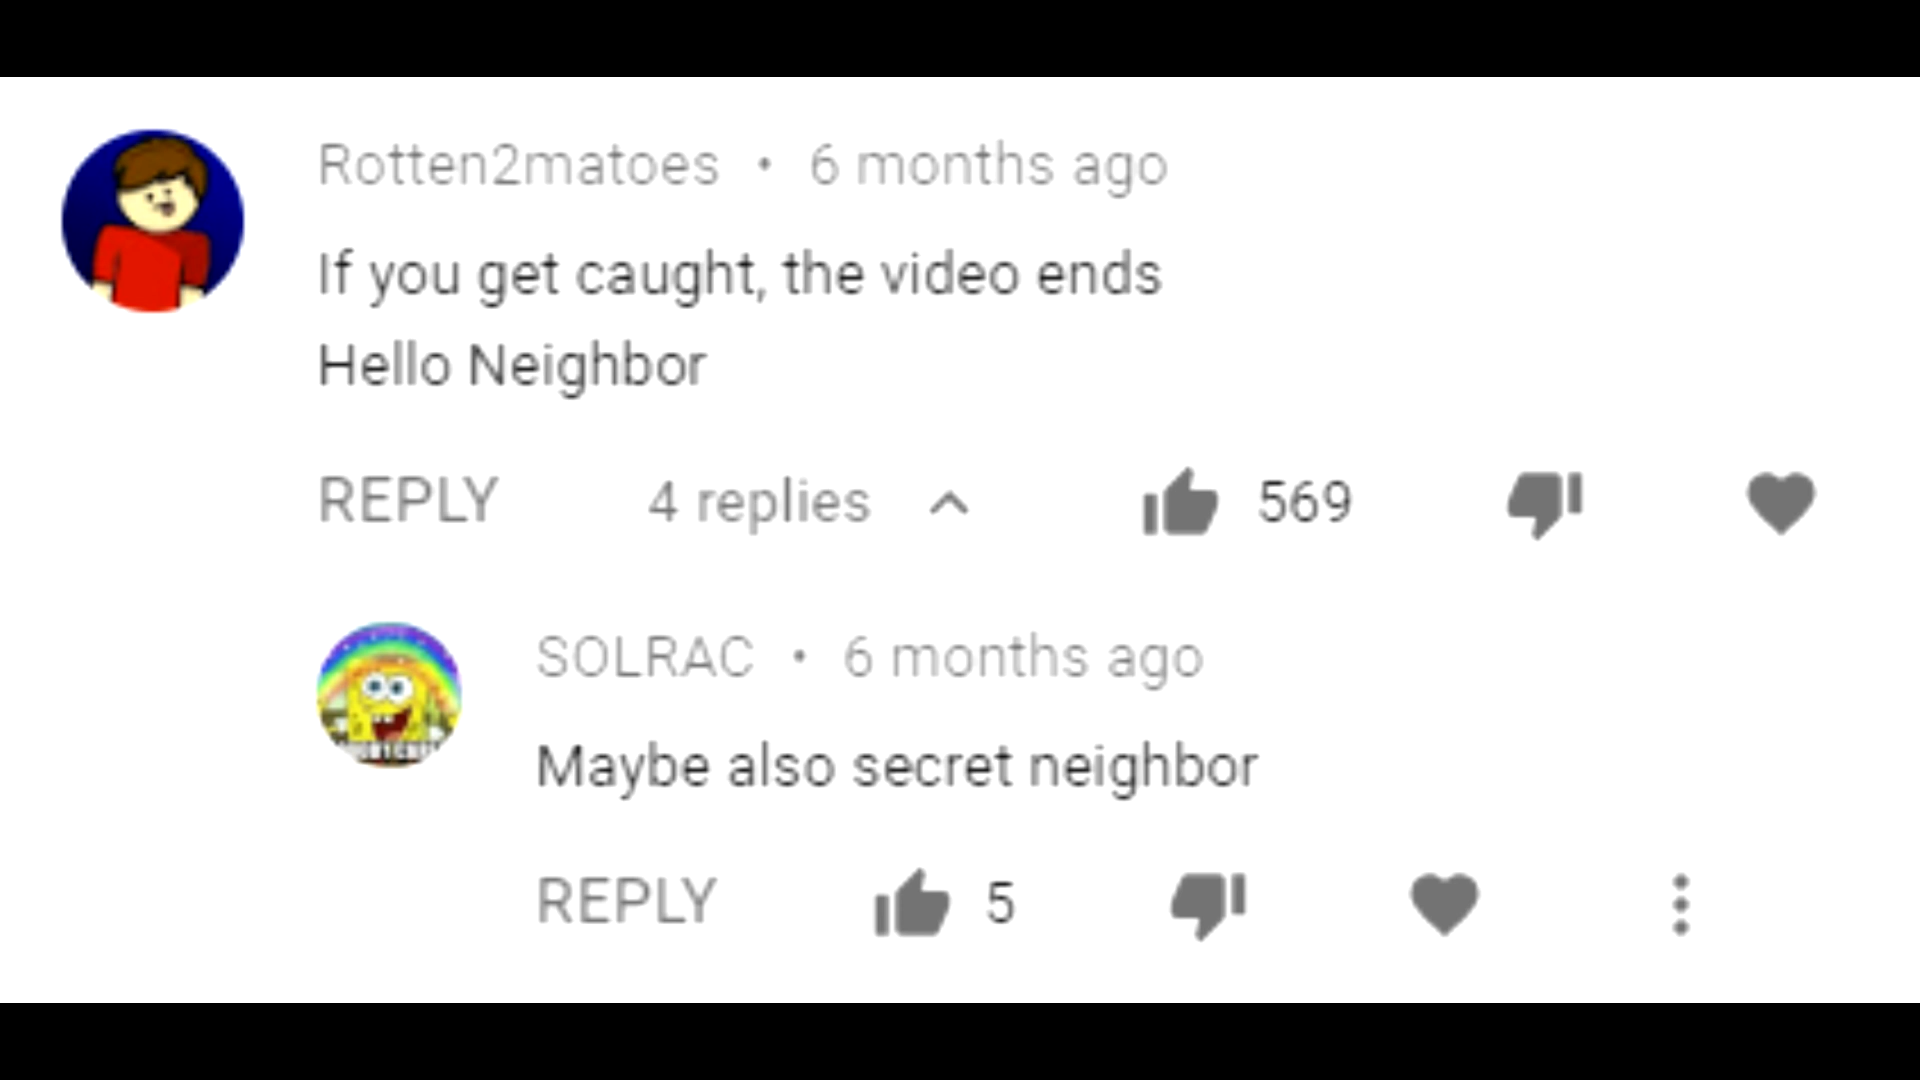 Rotten2matoes • 6 months ago
If you get caught, the video ends
Hello Neighbor
REPLY 4 replies 569
SOLRAC • 6 months ago
Maybe also secret neighbor
REPLY 5